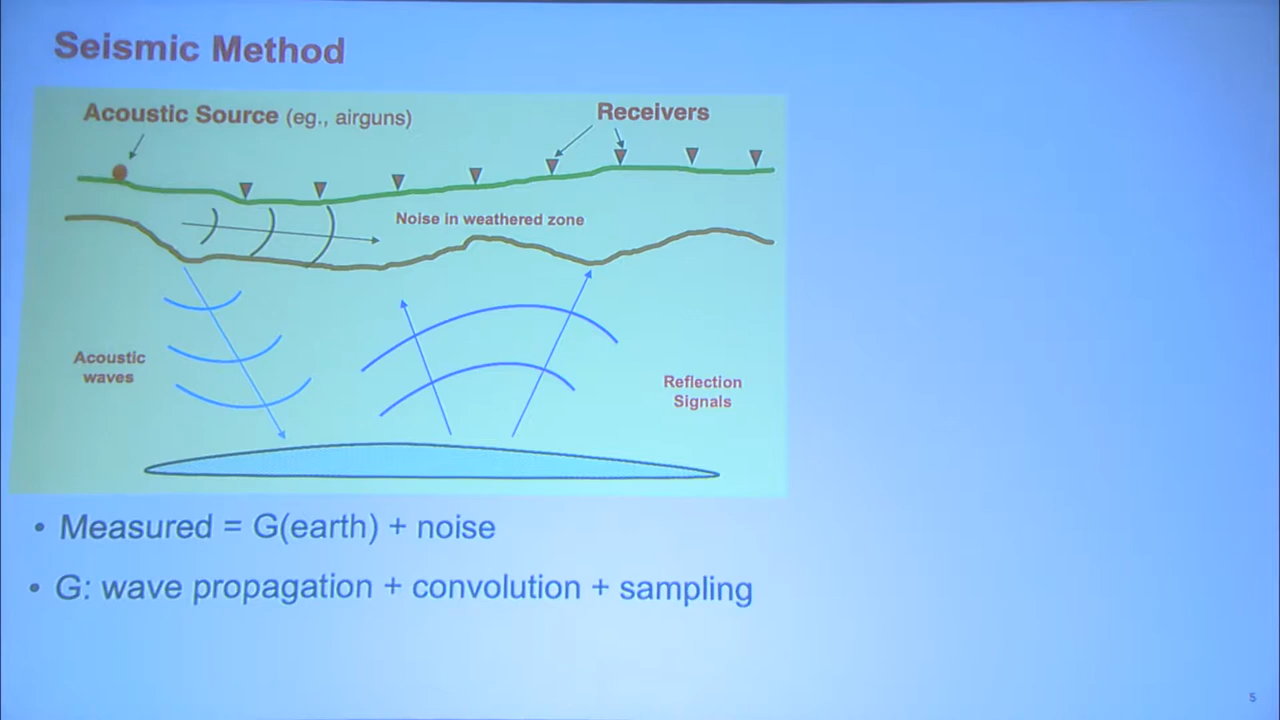 Seismic Method
Acoustic Source (eg., airguns)
Receivers
Noise in weathered zone
Acoustic
waves
Reflection
Signals
• Measured = G(earth) + noise
• G: wave propagation + convolution + sampling
5